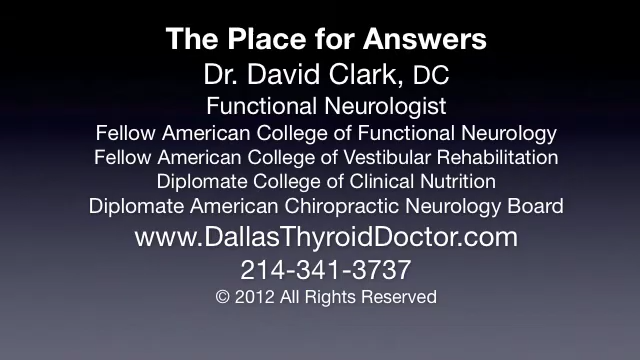 The Place for Answers
Dr. David Clark, DC
Functional Neurologist
Fellow American College of Functional Neurology
Fellow American College of Vestibular Rehabilitation
Diplomate College of Clinical Nutrition
Diplomate American Chiropractic Neurology Board
www.DallasThyroidDoctor.com
214-341-3737
© 2012 All Rights Reserved